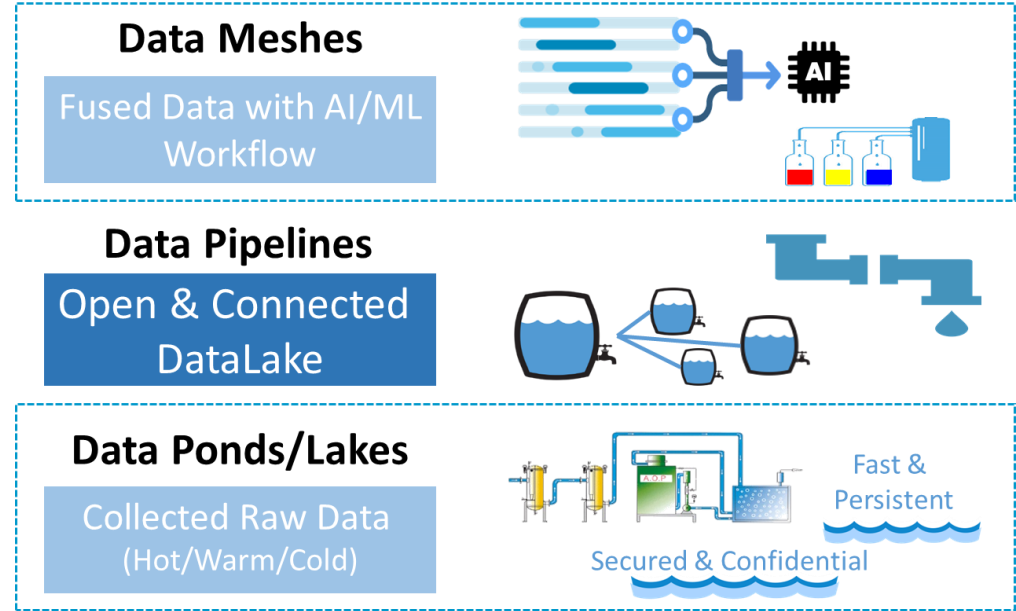 Data Meshes
Fused Data with AI/ML
Workflow
AI
Data Pipelines
Open & Connected
DataLake
Data Ponds/Lakes
Collected Raw Data
(Hot/Warm/Cold)
A.O.P
Fast &
Persistent
Secured & Confidential